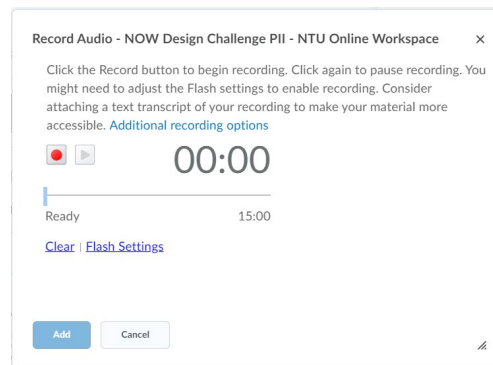 Record Audio - NOW Design Challenge PII - NTU Online Workspace
Click the Record button to begin recording. Click again to pause recording. You
might need to adjust the Flash settings to enable recording. Consider
attaching a text transcript of your recording to make your material more
accessible. Additional recording options
00:00
Ready 15:00
Clear | Flash Settings
Add Cancel